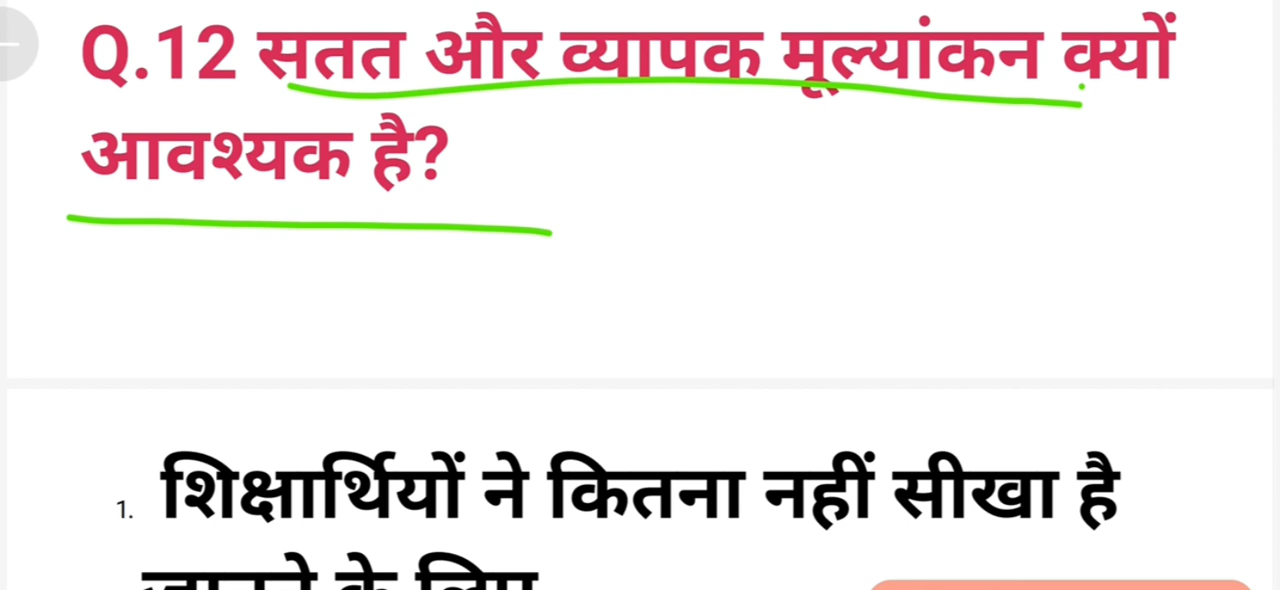 Q.12 सतत और व्यापक मूल्यांकन क्यों
आवश्यक है?
1. शिक्षार्थियों ने कितना नहीं सीखा है